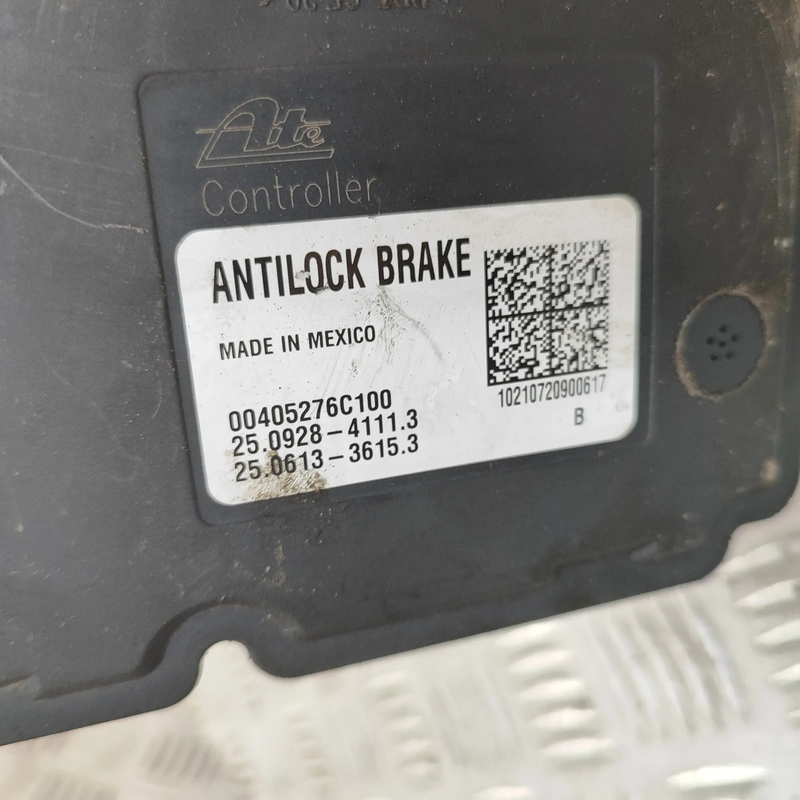 Ate
Controller
ANTILOCK BRAKE
MADE IN MEXICO
00405276C100
25.0928-4111.3
25.0613-3615.3
10210720900617
B